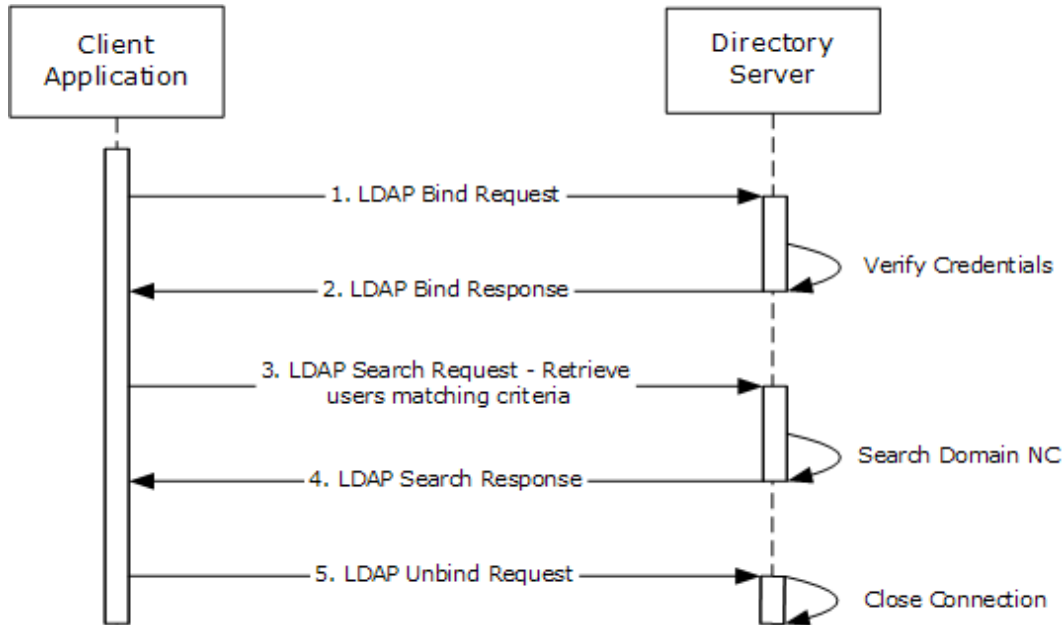 Client
Application
Directory
Server
1. LDAP Bind Request
Verify Credentials
2. LDAP Bind Response
3. LDAP Search Request - Retrieve
users matching criteria
Search Domain NC
4. LDAP Search Response
5. LDAP Unbind Request
Close Connection